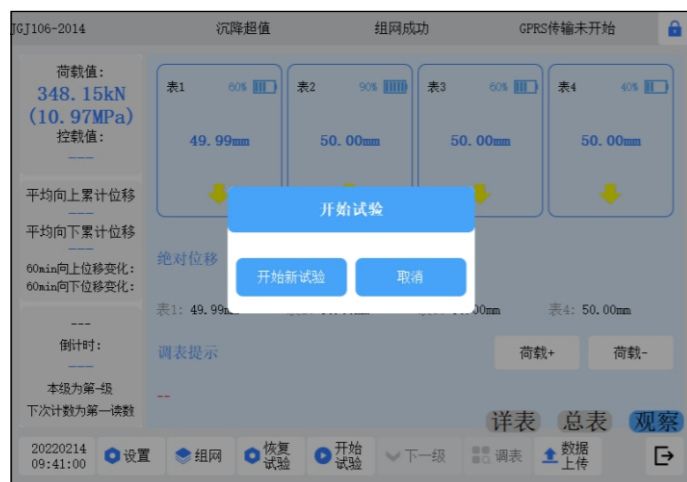 JGJ106-2014 沉降超值 组网成功 GPRS传输未开始
荷载值:
348.15kN
(10.97MPa)
控载值:
---
平均向上累计位移
---
平均向下累计位移
---
60min向上位移变化:
60min向下位移变化:
---
倒计时:
---
本级为第-级
下次计数为第一读数
表1 60% 表2 90% 表3 60% 表4 40%
49.99mm 50.00mm 50.00mm 50.00mm
开始试验
开始新试验 取消
绝对位移
表1: 49.99m 00mm 表4: 50.00mm
调表提示 荷载+ 荷载-
--
详表 总表 观察
20220214
09:41:00
设置 组网 恢复
试验
开始
试验
下一级 调表 数据
上传